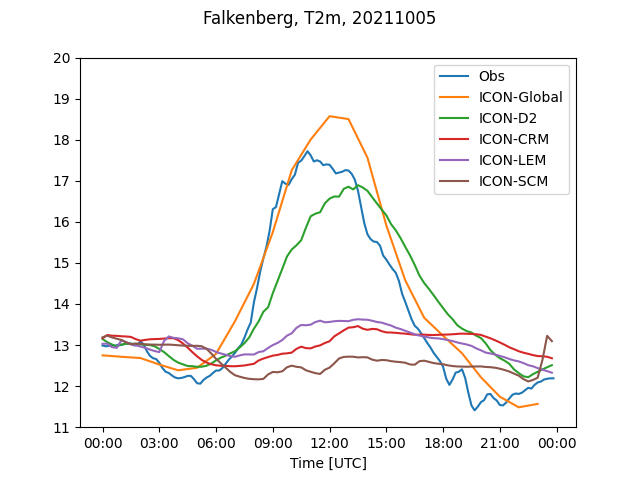 Falkenberg, T2m, 20211005
20
19
18
17
16
15
14
13
12
11
Obs
ICON-Global
ICON-D2
ICON-CRM
ICON-LEM
ICON-SCM
00:00 03:00 06:00 09:00 12:00 15:00 18:00 21:00 00:00
Time [UTC]